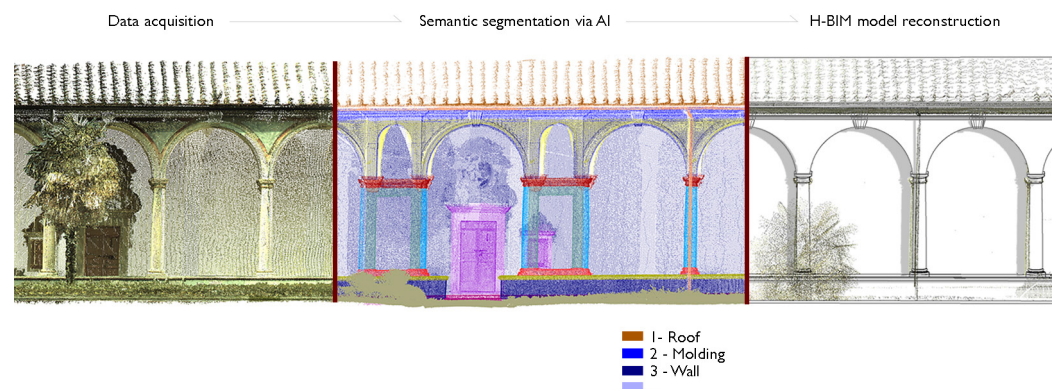 Data acquisition
Semantic segmentation via AI
H-BIM model reconstruction
1- Roof
2 - Molding
3 - Wall